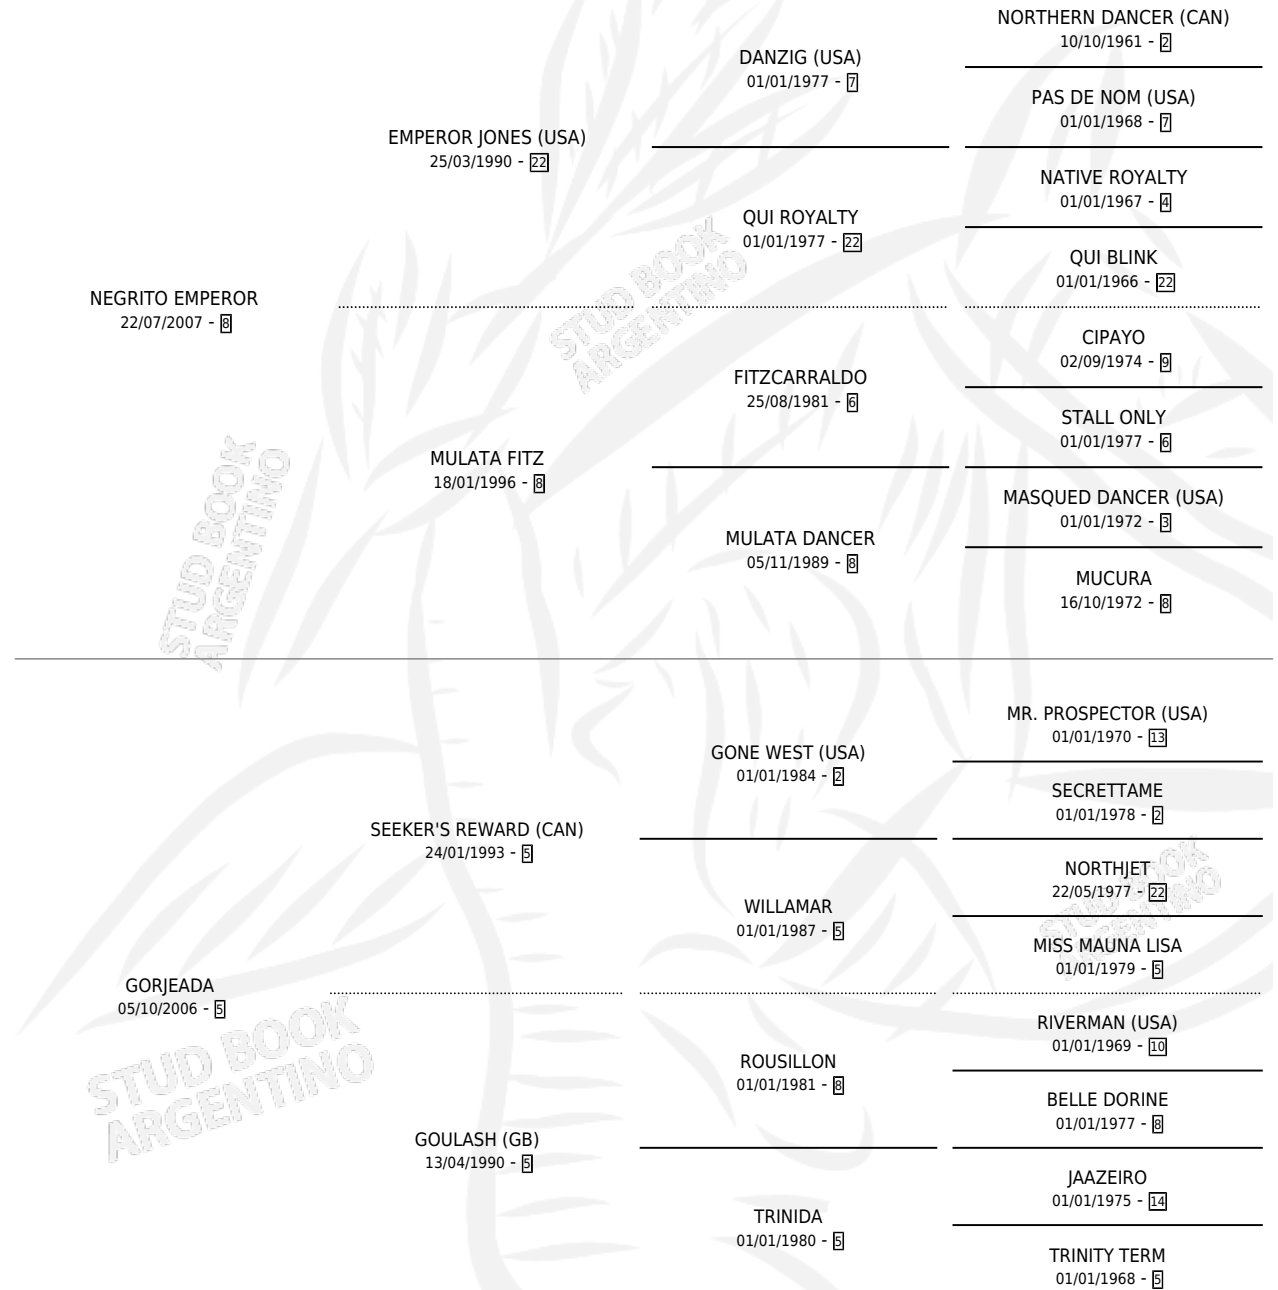 NORTHERN DANCER (CAN)
10/10/1961 - 2
DANZIG (USA)
01/01/1977 - 7
PAS DE NOM (USA)
01/01/1968 - 7
EMPEROR JONES (USA)
25/03/1990 - 22
NATIVE ROYALTY
01/01/1967 - 4
QUI ROYALTY
01/01/1977 - 22
QUI BLINK
01/01/1966 - 22
NEGRITO EMPEROR
22/07/2007 - 8
CIPAYO
02/09/1974 - 9
FITZCARRALDO
25/08/1981 - 6
STALL ONLY
01/01/1977 - 6
MULATA FITZ
18/01/1996 - 8
MASQUED DANCER (USA)
01/01/1972 - 3
MULATA DANCER
05/11/1989 - 8
MUCURA
16/10/1972 - 8
STUD BOOK
ARGENTINO
STUD BOOK
ARGENTINO
MR. PROSPECTOR (USA)
01/01/1970 - 13
GONE WEST (USA)
01/01/1984 - 2
SECRETTAME
01/01/1978 - 2
SEEKER'S REWARD (CAN)
24/01/1993 - 5
NORTHJET
22/05/1977 - 22
WILLAMAR
01/01/1987 - 5
MISS MAUNA LISA
01/01/1979 - 5
GORJEADA
05/10/2006 - 5
RIVERMAN (USA)
01/01/1969 - 10
ROUSILLON
01/01/1981 - 8
BELLE DORINE
01/01/1977 - 8
GOULASH (GB)
13/04/1990 - 5
JAAZEIRO
01/01/1975 - 14
TRINIDA
01/01/1980 - 5
TRINITY TERM
01/01/1968 - 5
STUD BOOK
ARGENTINO
STUD BOOK
ARGENTINO